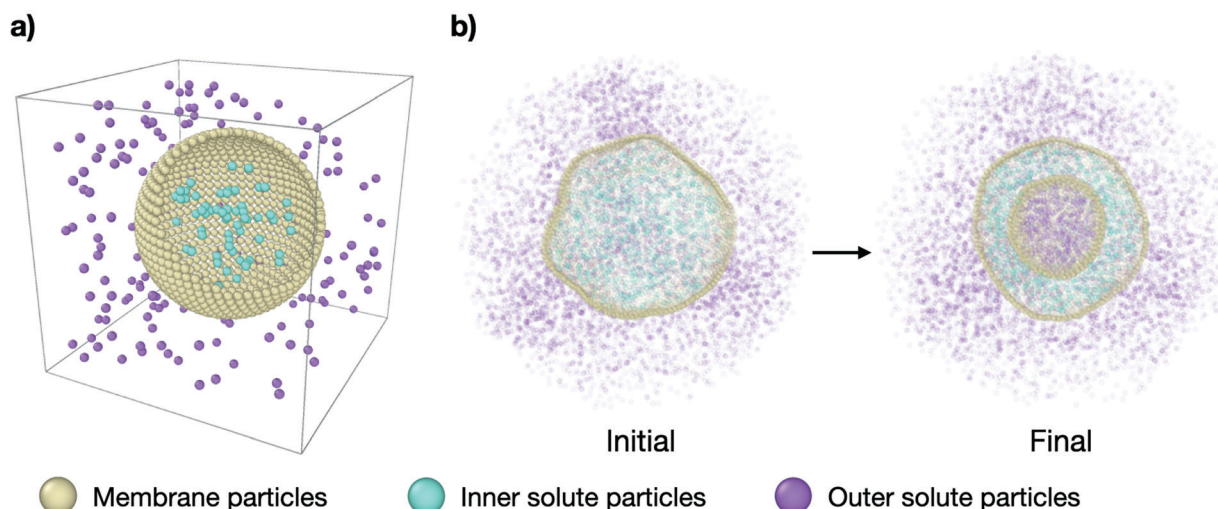 a)
b)
Initial
Final
Membrane particles
Inner solute particles
Outer solute particles